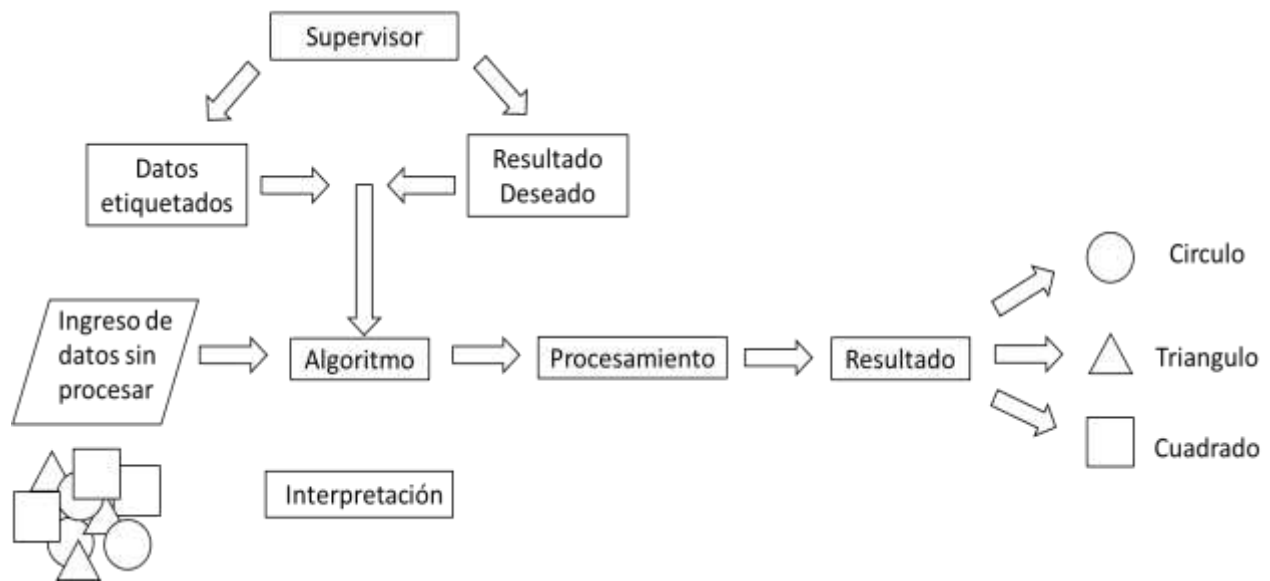 Supervisor
Datos
etiquetados
Resultado
Deseado
Ingreso de
datos sin
procesar
Algoritmo
Procesamiento
Resultado
Circulo
Triangulo
Cuadrado
Interpretación